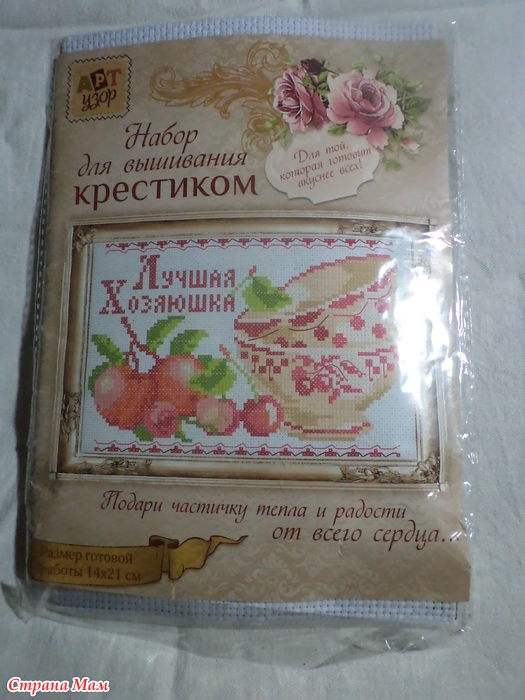 АРТ
узор
Набор
для вышивания
крестиком
Для той,
которая готовит
вкуснее всех!
Лучшая
Хозяюшка
Подари частичку тепла и радости
от всего сердца...
Размер готовой
работы 14х21 см
Страна Мам